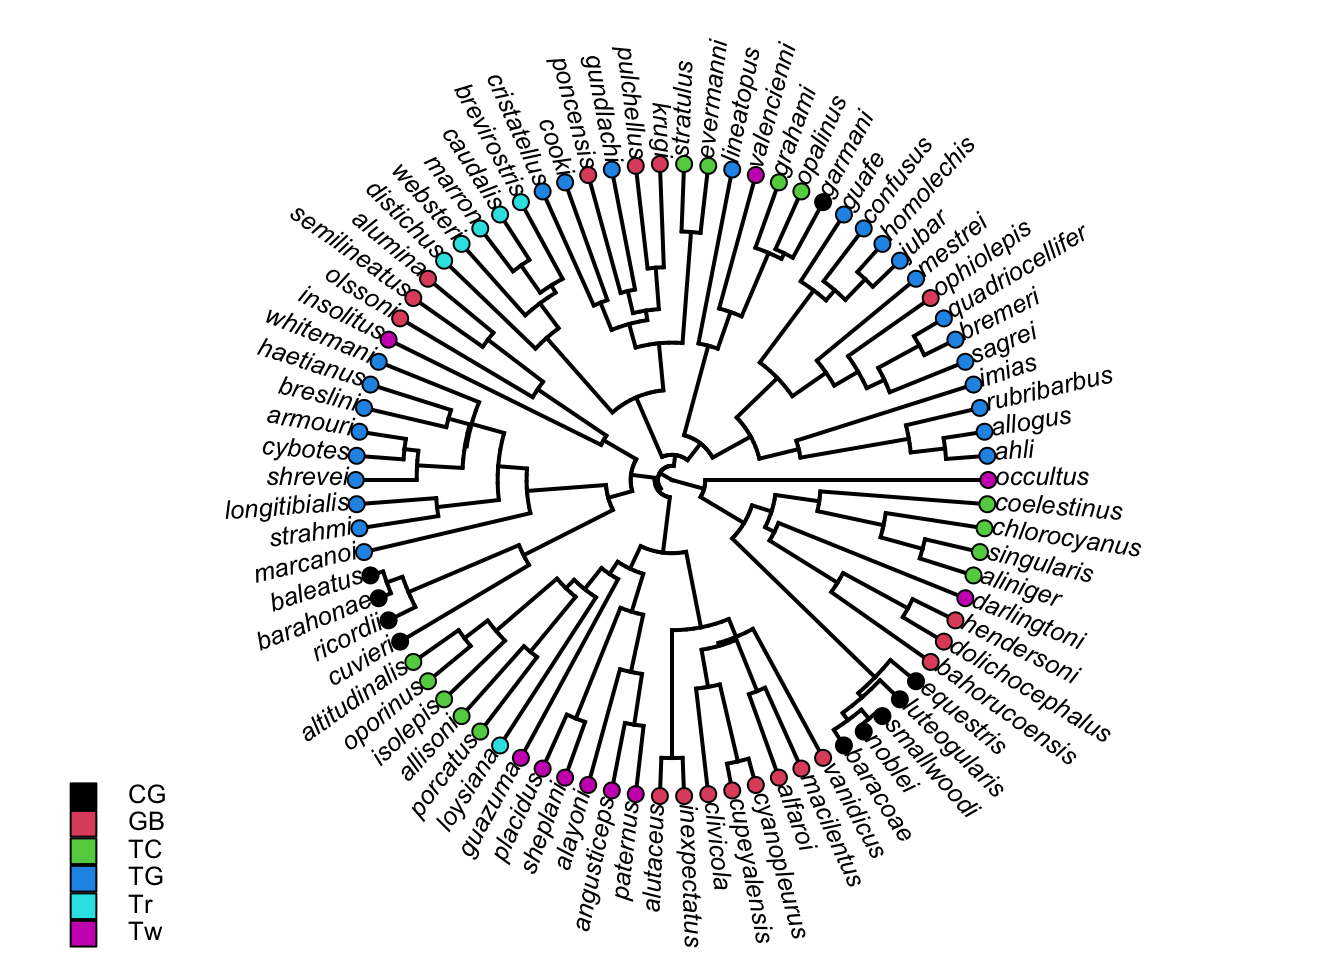 pulchellus
gundlachi
poncensis
cristatellus
cooki
brevirostris
caudalis
marron
websteri
distichus
alumina
semilineatus
olssoni
insolitus
whitemani
haetianus
breslini
armouri
cybotes
shrevei
longitibialis
strahmi
marcanoi
baleatus
barahonae
ricordii
cuvieri
altitudinalis
oporinus
isolepis
allisoni
porcatus
loysiana
guazuma
placidus
sheplani
alayoni
angusticeps
paternus
alutaceus
inexpectatus
clivicola
cupeyalensis
cyanopleurus
alfaroi
macilentus
vanidicus
baracoae
noblei
smallwoodi
luteogularis
equestris
bahorucoensis
dolichocephalus
hendersoni
darlingtoni
aliniger
singularis
chlorocyanus
coelestinus
occultus
ahli
allogus
rubribarbus
imias
sagrei
bremeri
quadriocellifer
ophiolepis
mestrei
jubar
homolechis
confusus
guafe
garmani
opalinus
grahami
valencienni
lineatopus
evermanni
stratulus
krugi
CG
GB
TC
TG
Tr
Tw